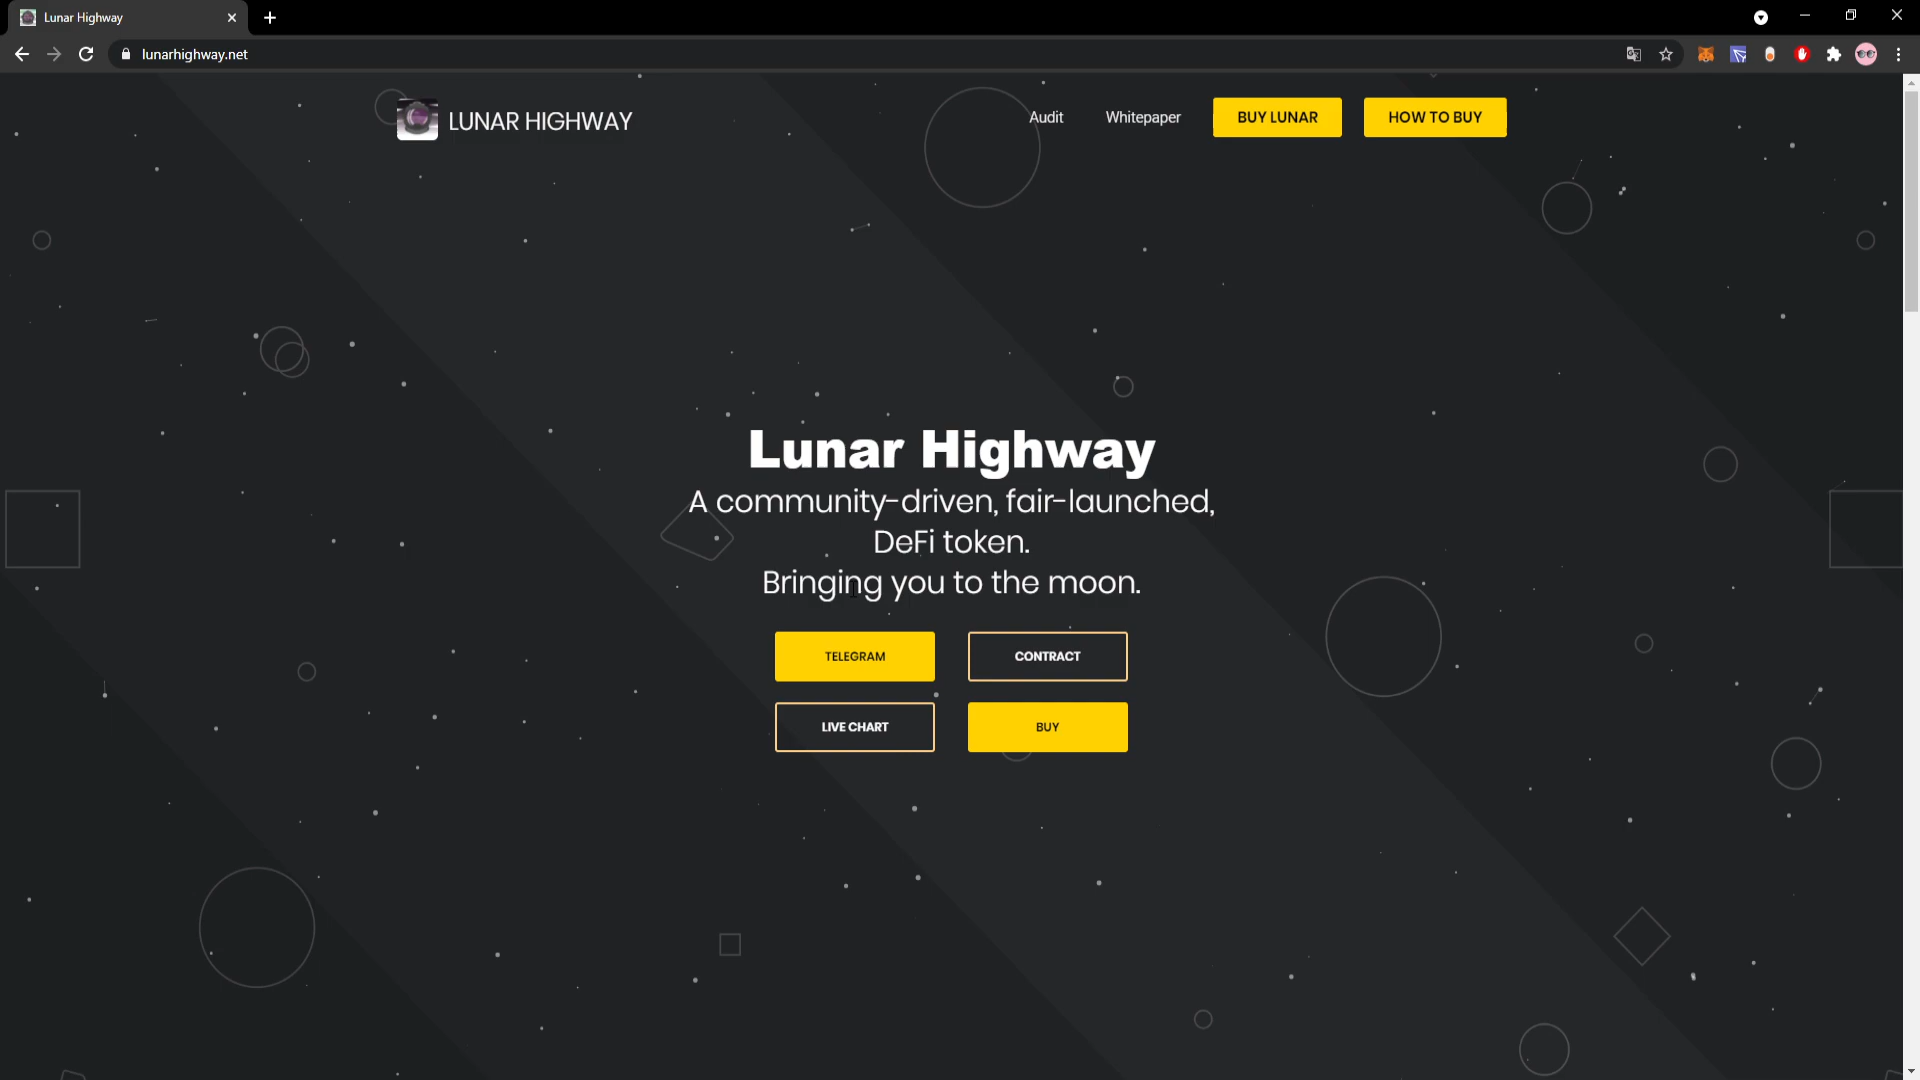 Lunar Highway
lunarhighway.net
LUNAR HIGHWAY
Audit
Whitepaper
BUY LUNAR
HOW TO BUY
Lunar Highway
A community-driven, fair-launched,
DeFi token.
Bringing you to the moon.
TELEGRAM
CONTRACT
LIVE CHART
BUY